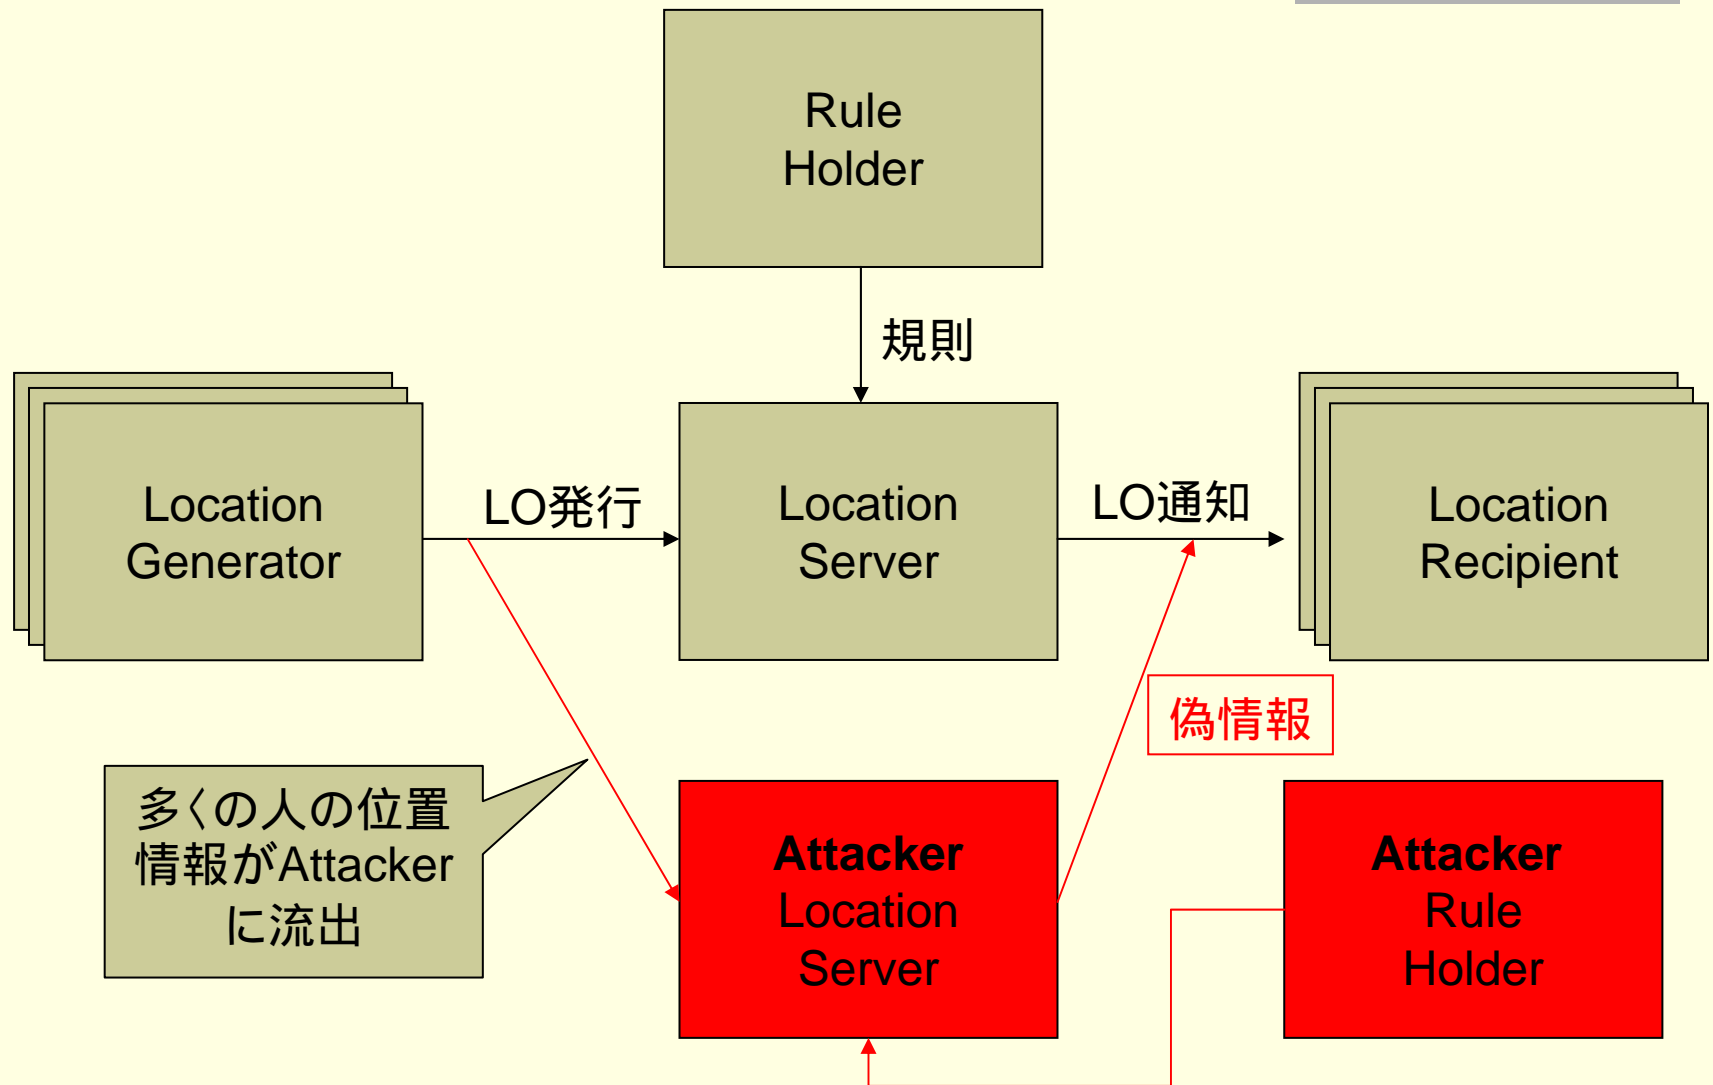 Rule
Holder
規則
Location
Generator
LO発行
Location
Server
LO通知
Location
Recipient
偽情報
多くの人の位置
情報がAttacker
に流出
Attacker
Location
Server
Attacker
Rule
Holder